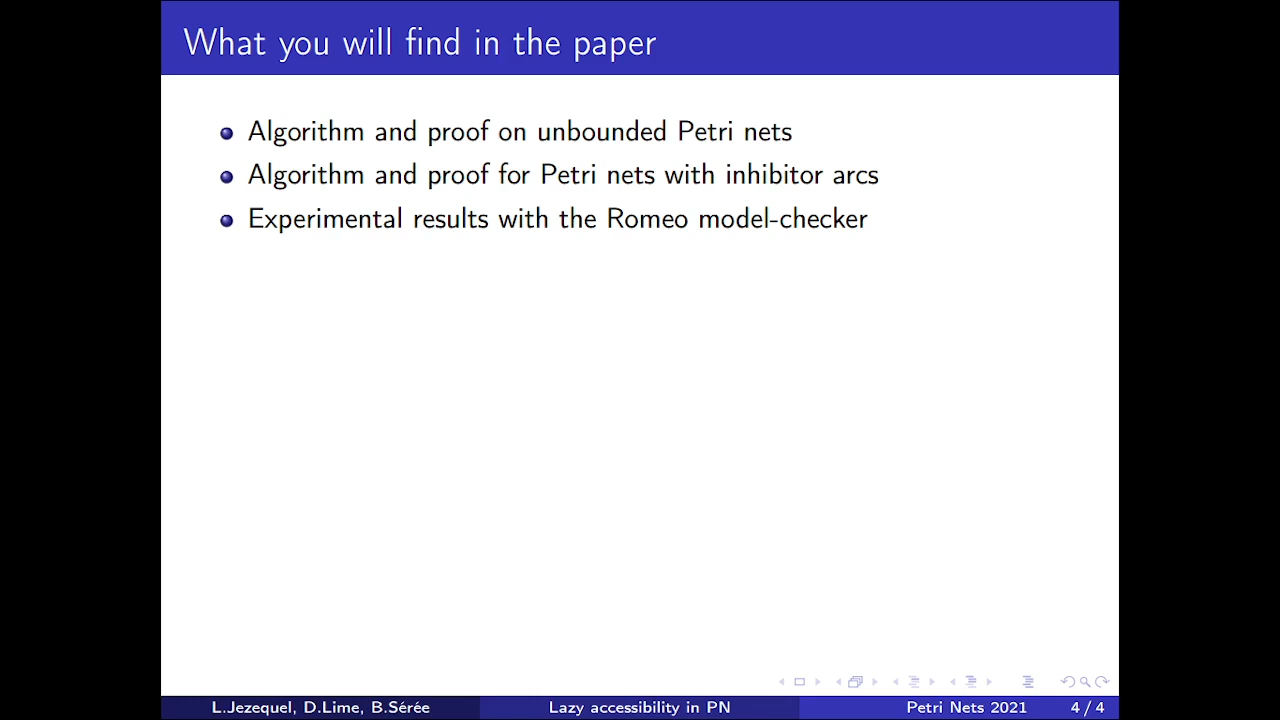 What you will find in the paper
Algorithm and proof on unbounded Petri nets
Algorithm and proof for Petri nets with inhibitor arcs
Experimental results with the Romeo model-checker
L.Jezequel, D.Lime, B.Sérée
Lazy accessibility in PN
Petri Nets 2021
4 / 4